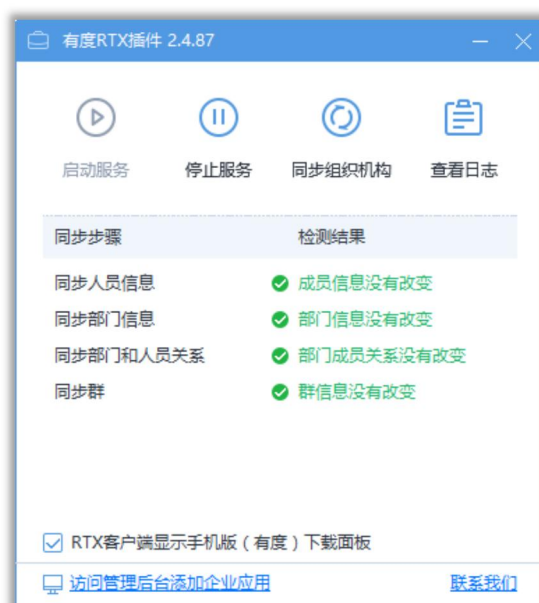 有度RTX插件 2.4.87
启动服务 停止服务 同步组织机构 查看日志
同步步骤 检测结果
同步人员信息 成员信息没有改变
同步部门信息 部门信息没有改变
同步部门和人员关系 部门成员关系没有改变
同步群 群信息没有改变
RTX客户端显示手机版(有度)下载面板
访问管理后台添加企业应用 联系我们